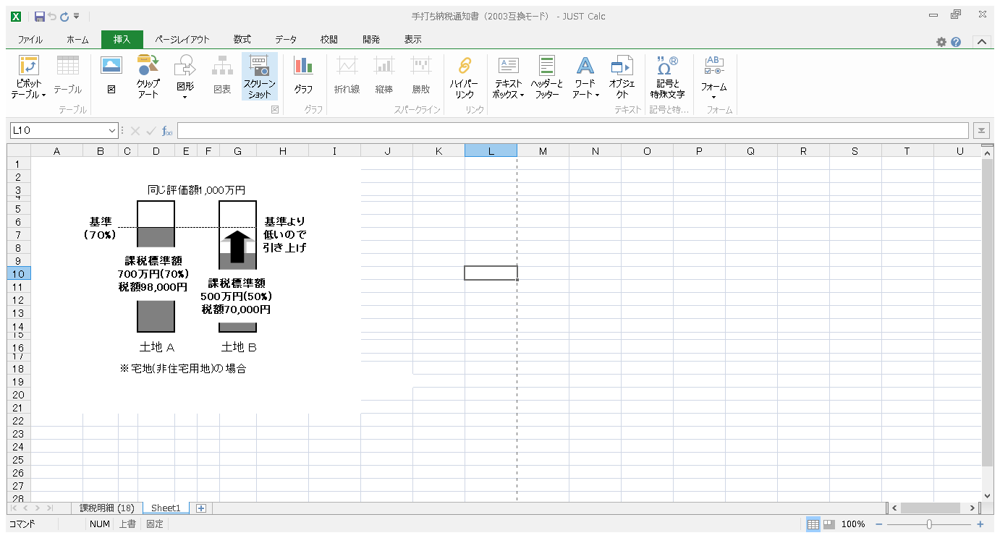 手打ち納税通知書（2003互換モード） - JUST Calc
ファイル ホーム 挿入 ページレイアウト 数式 データ 校閲 開発 表示
ピボット テーブル
テーブル
図
クリップ アート
図形
図表
スクリーン ショット
グラフ
折れ線
縦棒
勝敗
ハイパー リンク
テキスト ボックス
ヘッダーと フッター
ワード アート
オブジェ クト
記号と 特殊文字
フォーム
テーブル 図 グラフ スパークライン リンク テキスト 記号と特... フォーム
L10
A B C D E F G H I J K L M N O P Q R S T U
1
2
3
4
5
6
7
8
9
10
11
12
13
14
15
16
17
18
19
20
21
22
23
24
25
26
27
28
同じ評価額1,000万円
基準
(70%)
基準より
低いので
引き上げ
課税標準額
700万円(70%)
税額98,000円
課税標準額
500万円(50%)
税額70,000円
土地 A 土地 B
※宅地(非住宅用地)の場合
課税明細 (18) Sheet1
コマンド NUM 上書 固定 100%